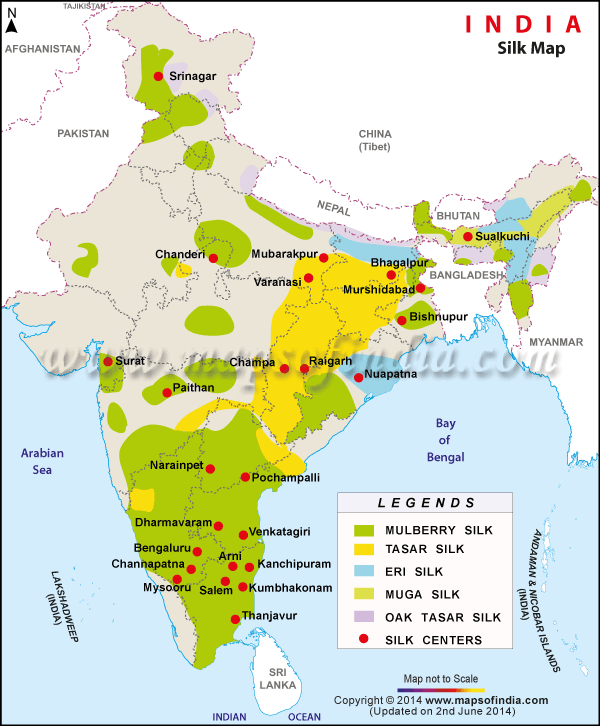 TAJIKISTAN
N
INDIA
Silk Map
AFGHANISTAN
Srinagar
PAKISTAN
CHINA
(Tibet)
NEPAL
BHUTAN
Sualkuchi
Chanderi
Mubarakpur
Bhagalpur
BANGLADESH
Varanasi
Murshidabad
Bishnupur
MYANMAR
www.mapsofindia.com
Surat
Champa
Raigarh
Nuapatna
Paithan
Arabian
Sea
Bay
of
Bengal
Narainpet
Pochampalli
LEGENDS
MULBERRY SILK
TASAR SILK
ERI SILK
MUGA SILK
OAK TASAR SILK
SILK CENTERS
Dharmavaram
Venkatagiri
Bengaluru
Arni
Channapatna
Kanchipuram
Mysooru
Salem
Kumbhakonam
Thanjavur
LAKSHADWEEP
(INDIA)
ANDAMAN & NICOBAR ISLANDS
(INDIA)
SRI
LANKA
Map not to Scale
Copyright © 2014 www.mapsofindia.com
(Updated on 2nd June 2014)
INDIAN OCEAN